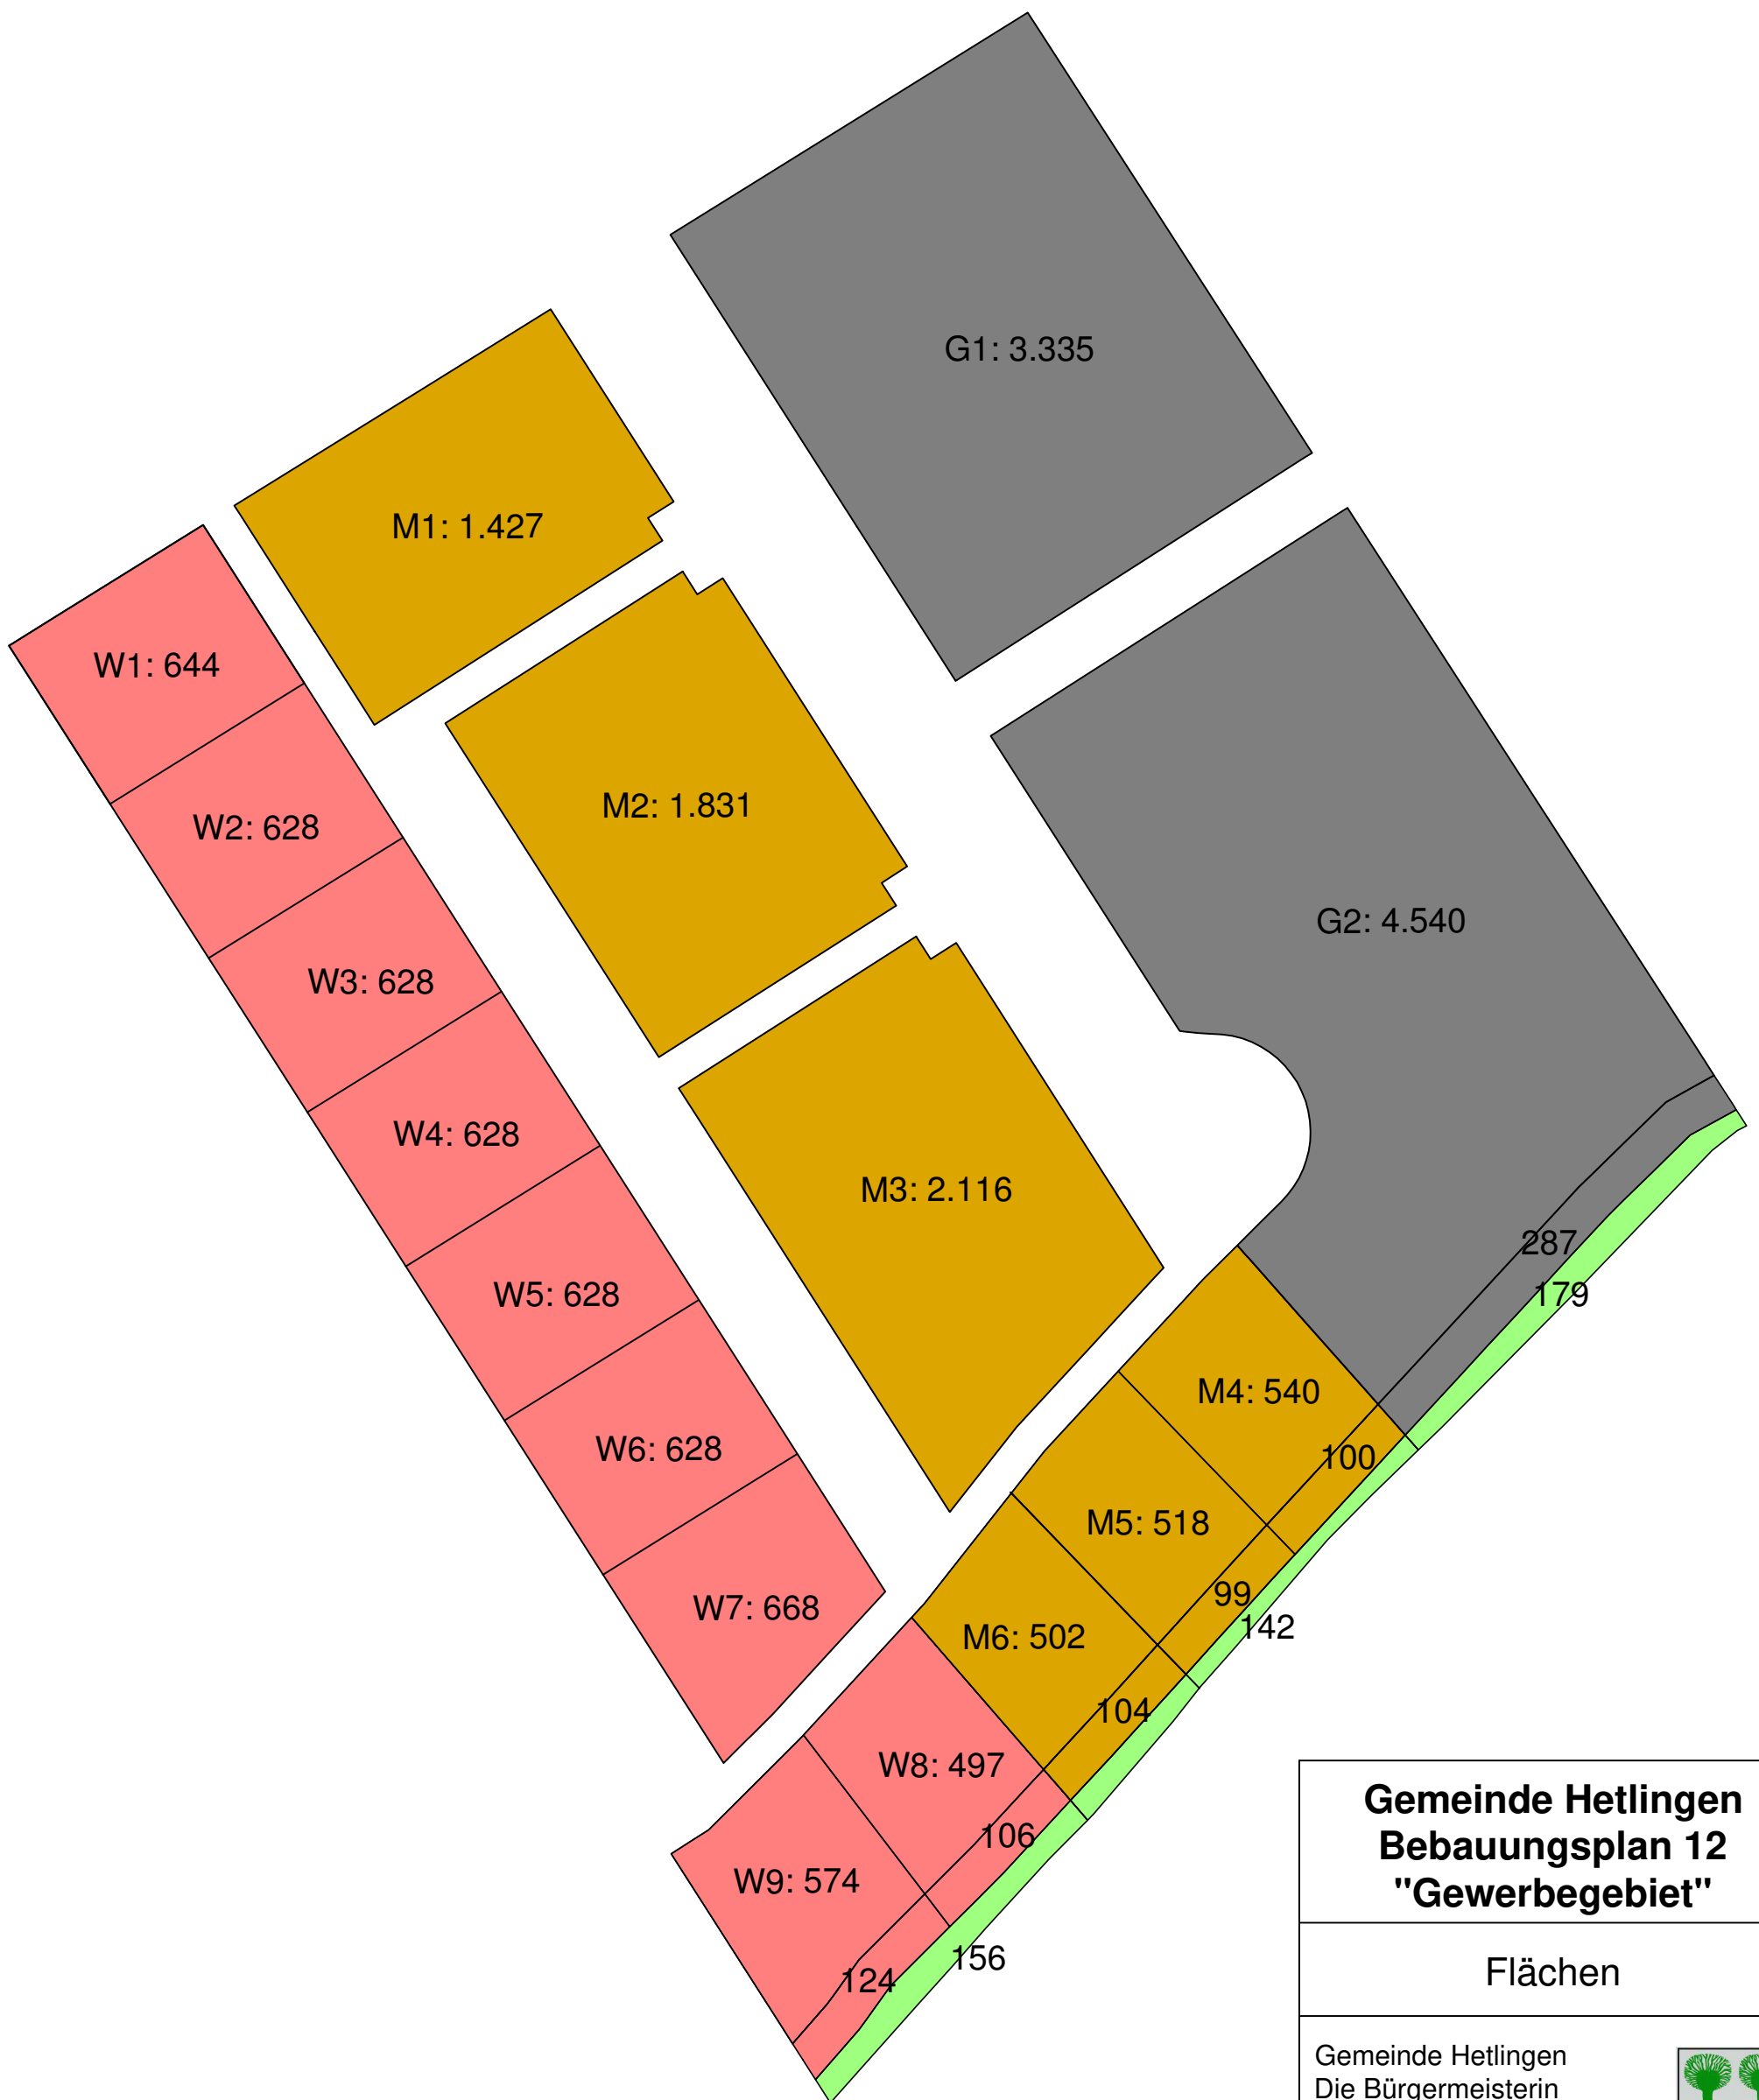 G1: 3.335
M1: 1.427
W1: 644
M2: 1.831
W2: 628
G2: 4.540
W3: 628
W4: 628
M3: 2.116
287
W5: 628
179
M4: 540
W6: 628
100
M5: 518
99
W7: 668
142
M6: 502
104
W8: 497
106
W9: 574
156
124
Gemeinde Hetlingen
Bebauungsplan 12
"Gewerbegebiet"
Flächen
Gemeinde Hetlingen
Die Bürgermeisterin